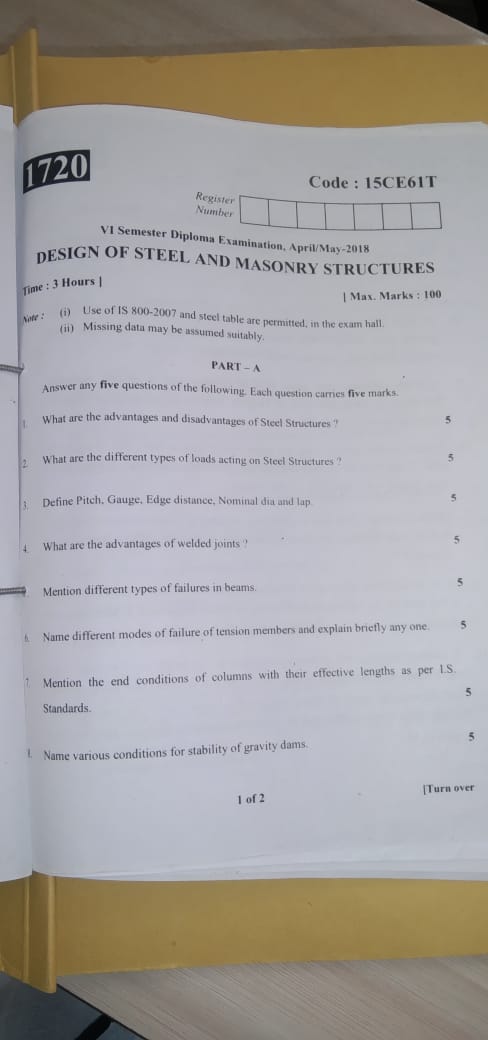 1720
Code : 15CE61T
Register
Number
VI Semester Diploma Examination, April/May-2018
DESIGN OF STEEL AND MASONRY STRUCTURES
Time : 3 Hours ]
[ Max. Marks : 100
Note : (i) Use of IS 800-2007 and steel table are permitted, in the exam hall.
(ii) Missing data may be assumed suitably.
PART – A
Answer any five questions of the following. Each question carries five marks.
1. What are the advantages and disadvantages of Steel Structures ? 5
2. What are the different types of loads acting on Steel Structures ? 5
3. Define Pitch, Gauge, Edge distance, Nominal dia and lap. 5
4. What are the advantages of welded joints ? 5
Mention different types of failures in beams. 5
6. Name different modes of failure of tension members and explain briefly any one. 5
7. Mention the end conditions of columns with their effective lengths as per I.S.
Standards. 5
Name various conditions for stability of gravity dams. 5
1 of 2
[Turn over